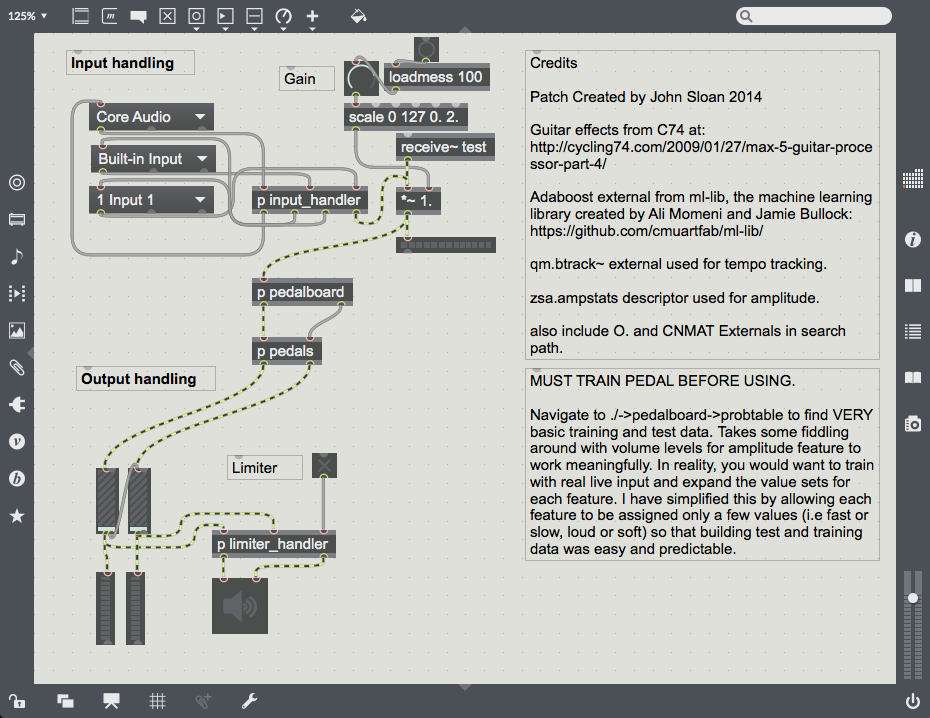 125%
Input handling
Gain
loadmess 100
Core Audio
scale 0 127 0. 2.
receive~ test
Built-in Input
1 Input 1
p input_handler
*~ 1.
p pedalboard
p pedals
Output handling
Limiter
p limiter_handler
Credits
Patch Created by John Sloan 2014
Guitar effects from C74 at:
http://cycling74.com/2009/01/27/max-5-guitar-proce
ssor-part-4/
Adaboost external from ml-lib, the machine learning
library created by Ali Momeni and Jamie Bullock:
https://github.com/cmuartfab/ml-lib/
qm.btrack~ external used for tempo tracking.
zsa.ampstats descriptor used for amplitude.
also include O. and CNMAT Externals in search
path.
MUST TRAIN PEDAL BEFORE USING.
Navigate to ./->pedalboard->probtable to find VERY
basic training and test data. Takes some fiddling
around with volume levels for amplitude feature to
work meaningfully. In reality, you would want to train
with real live input and expand the value sets for
each feature. I have simplified this by allowing each
feature to be assigned only a few values (i.e fast or
slow, loud or soft) so that building test and training
data was easy and predictable.